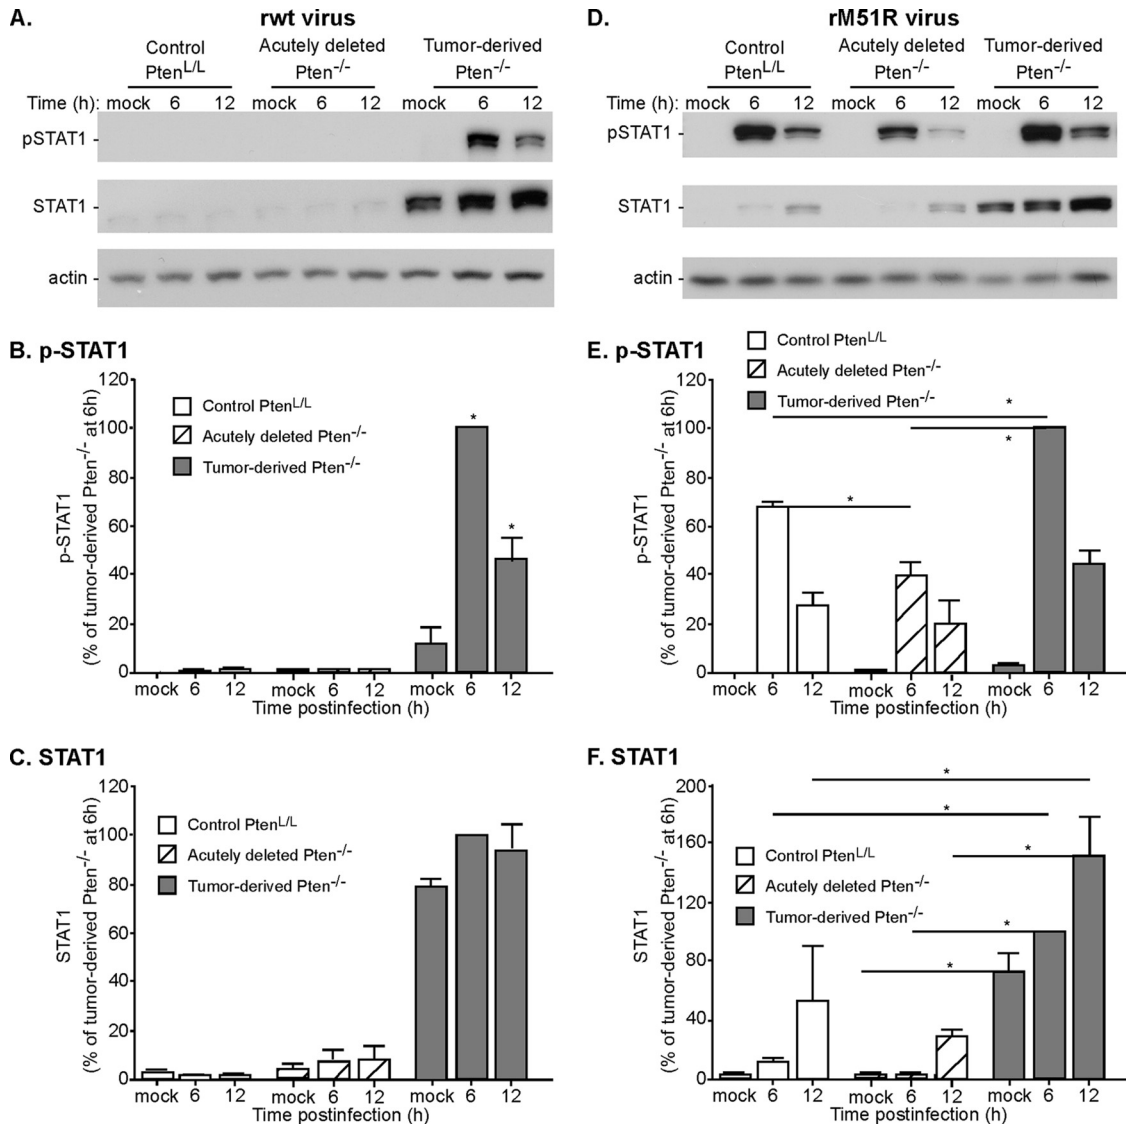 A. rwt virus
Control Pten^L/L Acutely deleted Pten^-/- Tumor-derived Pten^-/-
Time (h): mock 6 12 mock 6 12 mock 6 12
pSTAT1 -
STAT1 -
actin -
D. rM51R virus
Control Pten^L/L Acutely deleted Pten^-/- Tumor-derived Pten^-/-
Time (h): mock 6 12 mock 6 12 mock 6 12
pSTAT1 -
STAT1 -
actin -
B. p-STAT1
p-STAT1
(% of tumor-derived Pten^-/- at 6h)
120
100
80
60
40
20
0
Control Pten^L/L
Acutely deleted Pten^-/-
Tumor-derived Pten^-/-
*
*
mock 6 12 mock 6 12 mock 6 12
Time postinfection (h)
E. p-STAT1
Control Pten^L/L
Acutely deleted Pten^-/-
Tumor-derived Pten^-/-
p-STAT1
(% of tumor-derived Pten^-/- at 6h)
120
100
80
60
40
20
0
*
*
*
mock 6 12 mock 6 12 mock 6 12
Time postinfection (h)
C. STAT1
STAT1
(% of tumor-derived Pten^-/- at 6h)
120
100
80
60
40
20
0
Control Pten^L/L
Acutely deleted Pten^-/-
Tumor-derived Pten^-/-
mock 6 12 mock 6 12 mock 6 12
Time postinfection (h)
F. STAT1
STAT1
(% of tumor-derived Pten^-/- at 6h)
200
160
120
80
40
0
Control Pten^L/L
Acutely deleted Pten^-/-
Tumor-derived Pten^-/-
*
*
*
*
*
mock 6 12 mock 6 12 mock 6 12
Time postinfection (h)